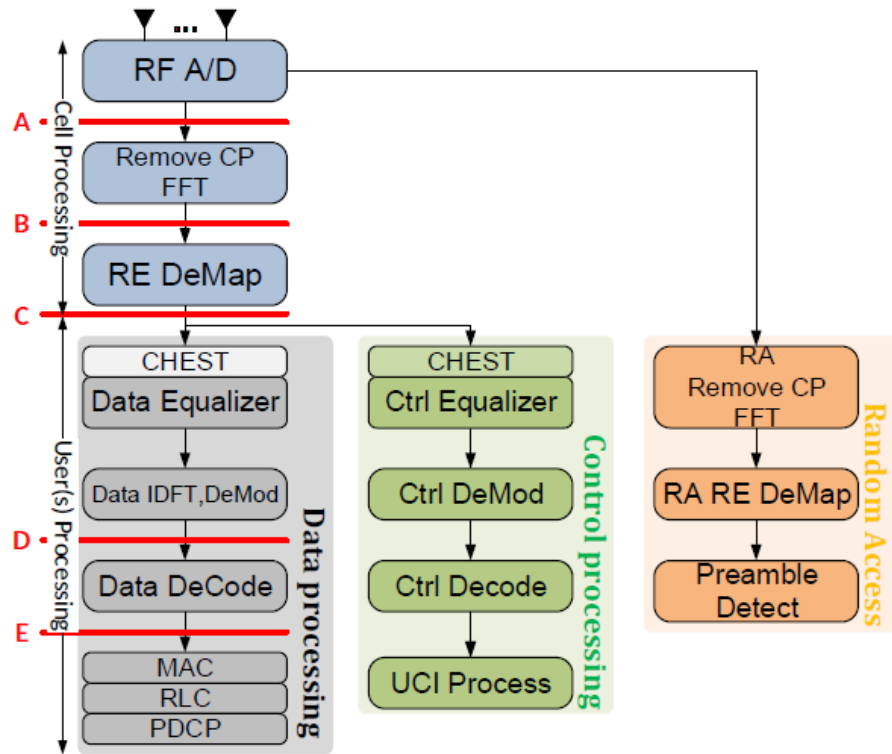 ...
RF A/D
Cell Processing
A
Remove CP
FFT
B
RE DeMap
C
User(s) Processing
CHEST
Data Equalizer
Data IDFT,DeMod
D
Data DeCode
E
MAC
RLC
PDCP
Data processing
CHEST
Ctrl Equalizer
Ctrl DeMod
Ctrl Decode
UCI Process
Control processing
RA
Remove CP
FFT
RA RE DeMap
Preamble
Detect
Random Access